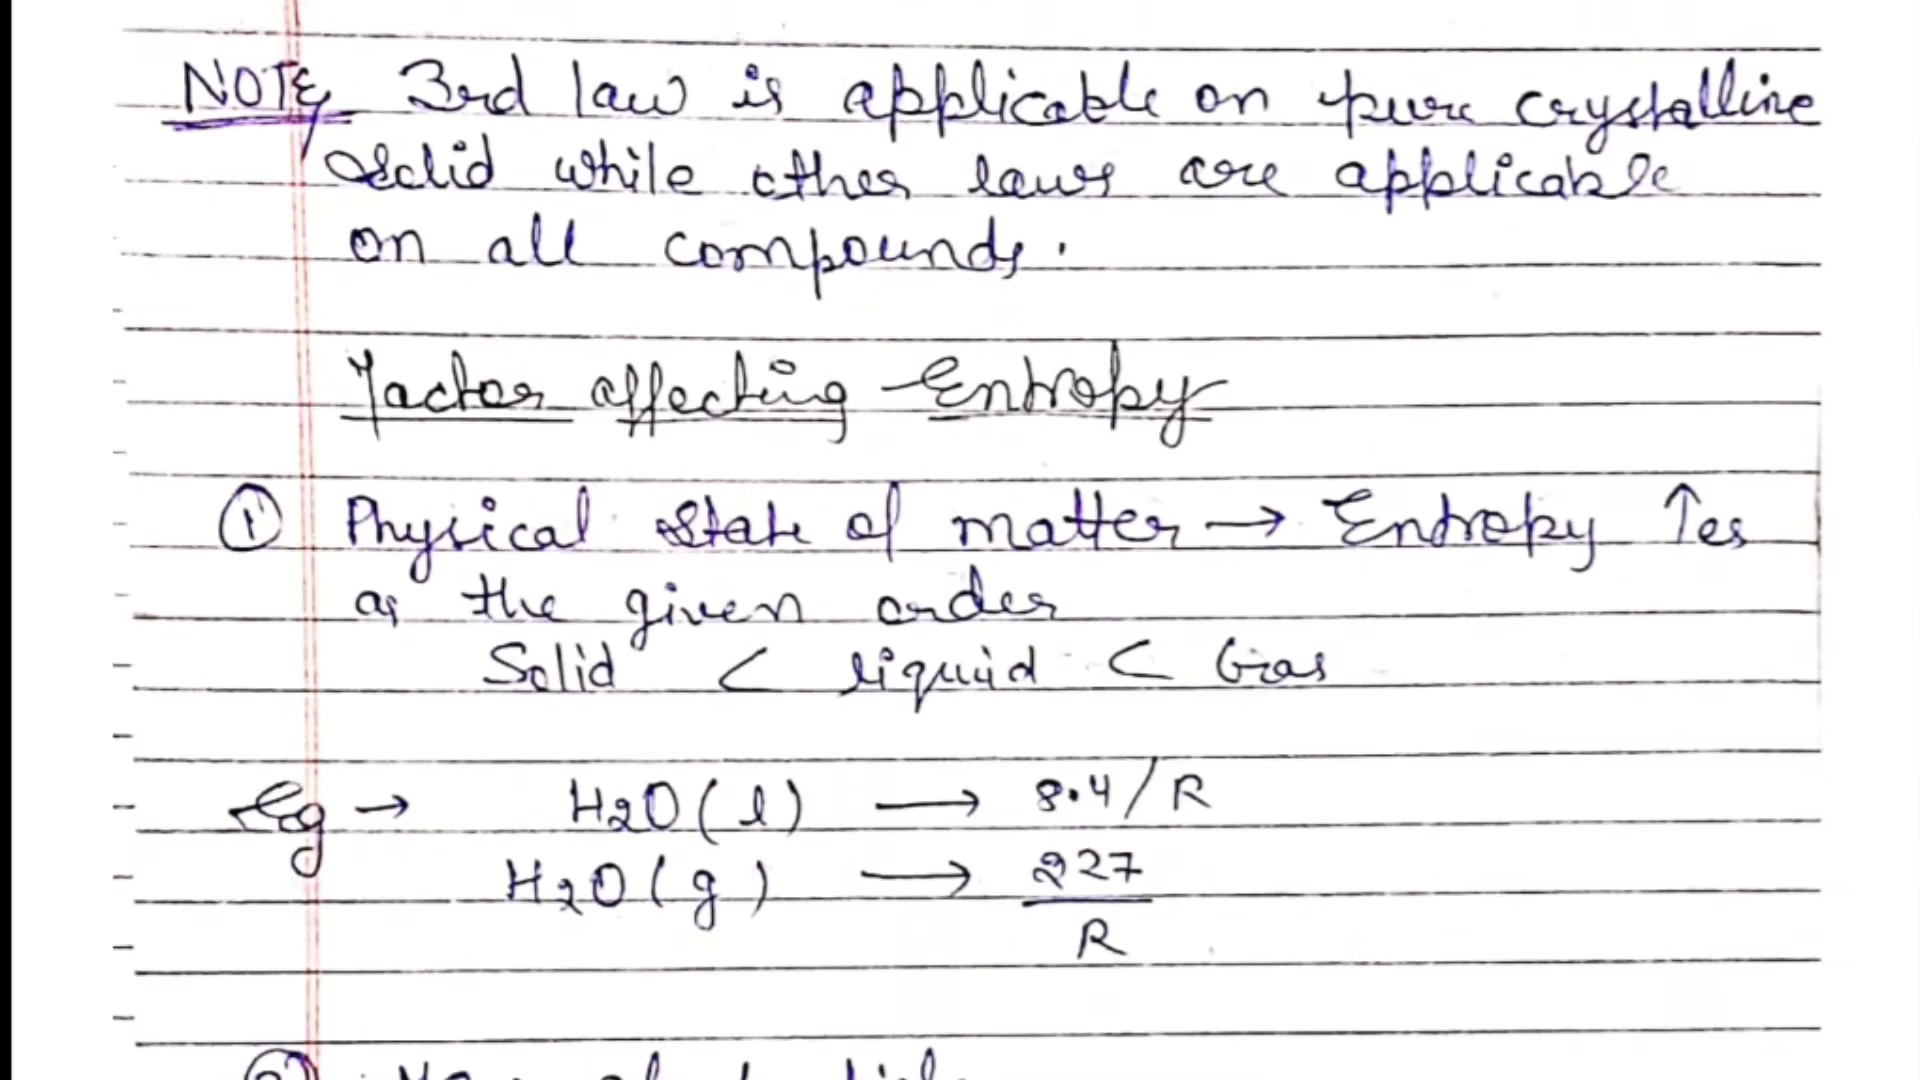 NOTE 3rd law is applicable on pure crystalline
solid while other laws are applicable
on all compounds.
Factor affecting Entropy
① Physical state of matter → Entropy ↑es
as the given order
Solid < liquid < Gas
Eg → H2O(l) → 8.4/R
H2O(g) → 227
R